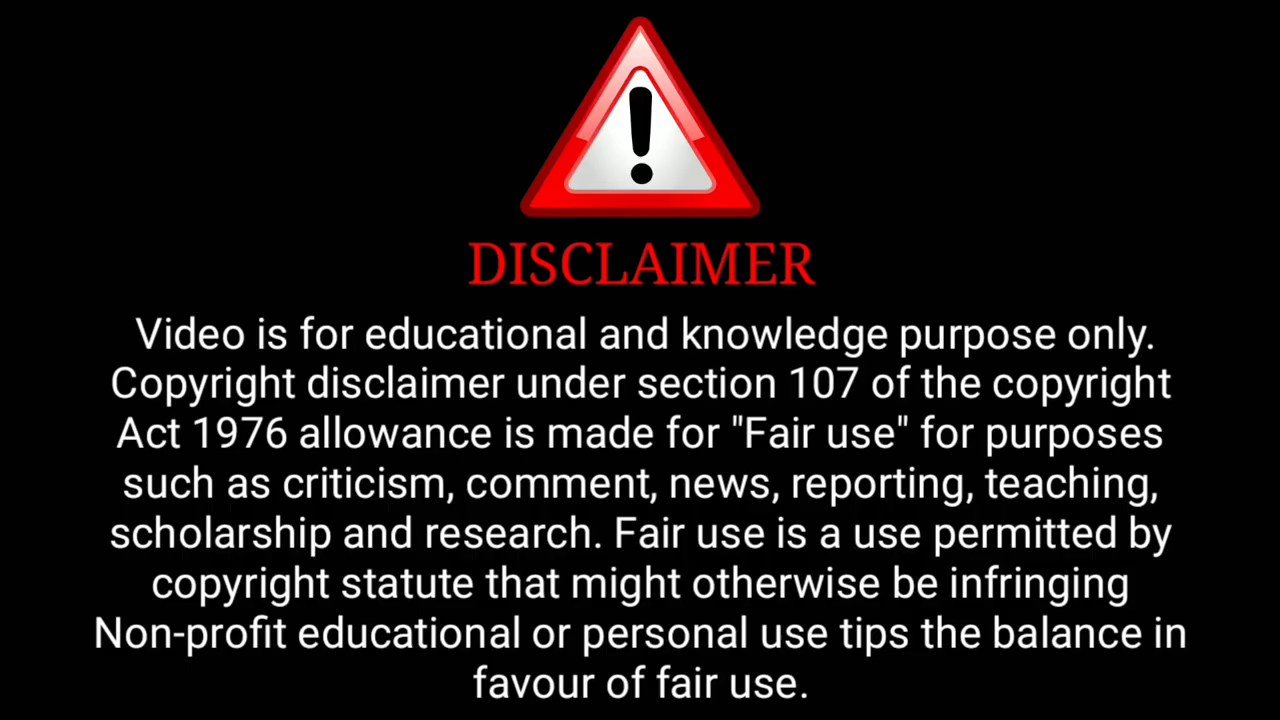 DISCLAIMER
Video is for educational and knowledge purpose only.
Copyright disclaimer under section 107 of the copyright
Act 1976 allowance is made for "Fair use" for purposes
such as criticism, comment, news, reporting, teaching,
scholarship and research. Fair use is a use permitted by
copyright statute that might otherwise be infringing
Non-profit educational or personal use tips the balance in
favour of fair use.